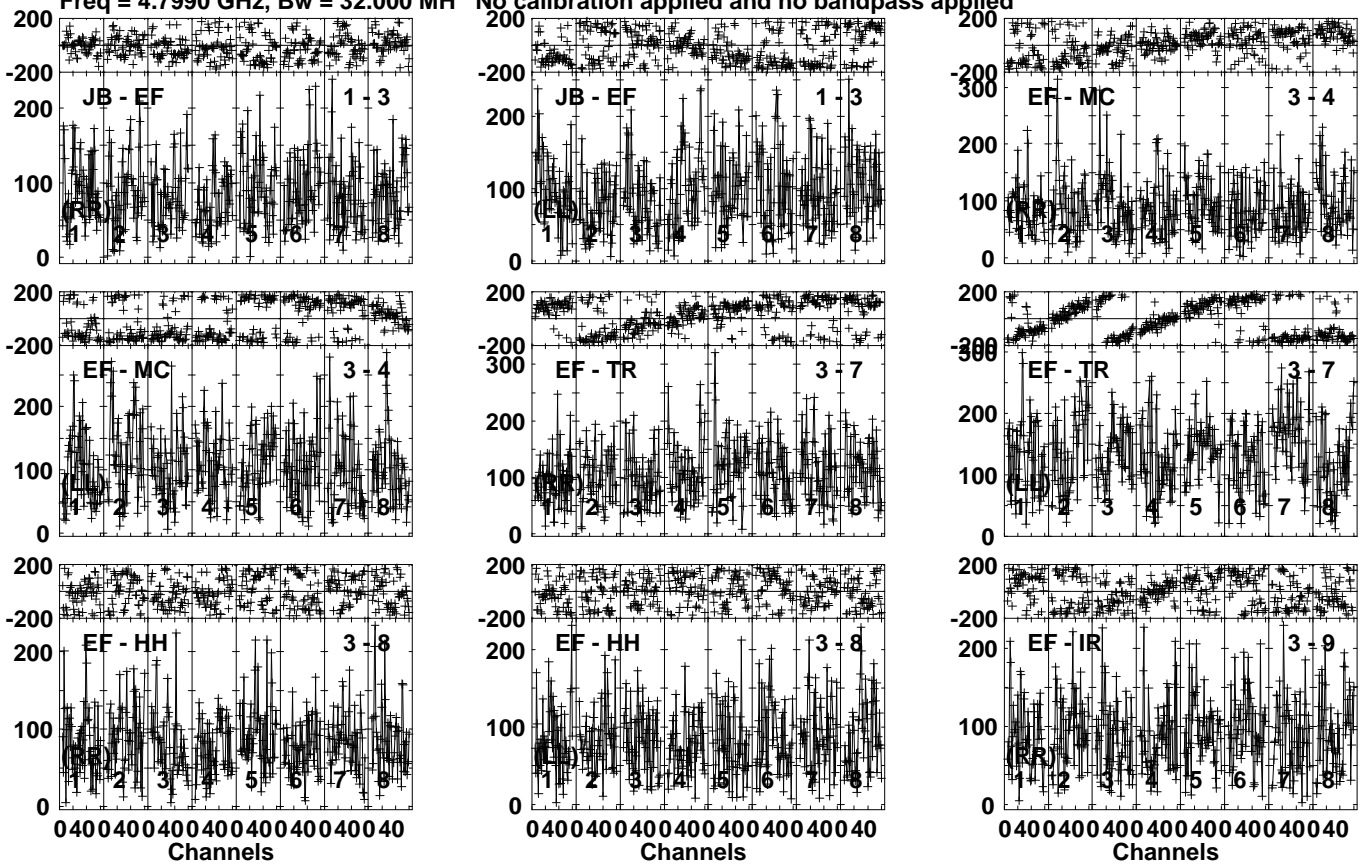 Freq = 4.7990 GHz, Bw = 32.000 MH No calibration applied and no bandpass applied
200 200 200
-200 -200 -200
JB - EF 1 - 3 JB - EF 1 - 3 EF - MC 3 - 4
200 200 300
100 100 200
100
(RR) (LL) (RR)
1 2 3 4 5 6 7 8 1 2 3 4 5 6 7 8 1 2 3 4 5 6 7 8
0 0 0
200 200 200
-200 -200 -200
EF - MC 3 - 4 EF - TR 3 - 7 EF - TR 3 - 7
200 300 300
100 200 200
100 100
(LL) (RR) (LL)
1 2 3 4 5 6 7 8 1 2 3 4 5 6 7 8 1 2 3 4 5 6 7 8
0 0 0
200 200 200
-200 -200 -200
EF - HH 3 - 8 EF - HH 3 - 8 EF - IR 3 - 9
200 200 200
100 100 100
(RR) (LL) (RR)
1 2 3 4 5 6 7 8 1 2 3 4 5 6 7 8 1 2 3 4 5 6 7 8
0 0 0
0 40 0 40 0 40 0 40 0 40 0 40 0 40 0 40 0 40 0 40 0 40 0 40 0 40 0 40 0 40 0 40 0 40 0 40 0 40 0 40 0 40 0 40 0 40 0 40
Channels Channels Channels